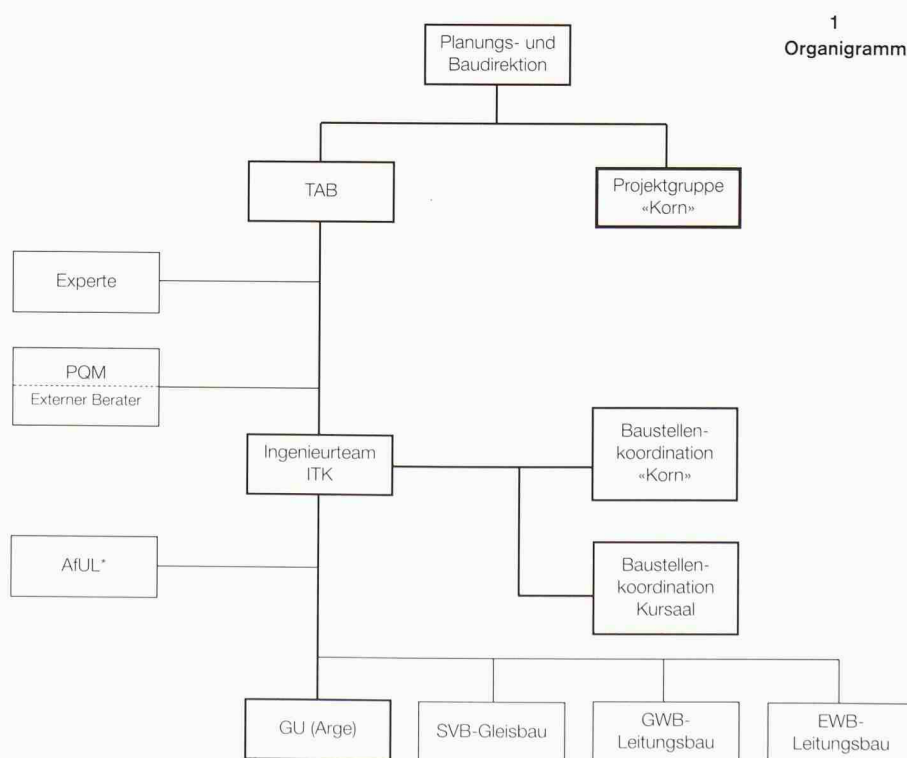 1
Organigramm
Planungs- und
Baudirektion
TAB
Projektgruppe
«Korn»
Experte
PQM
Externer Berater
Ingenieurteam
ITK
Baustellen-
koordination
«Korn»
AfUL*
Baustellen-
koordination
Kursaal
GU (Arge)
SVB-Gleisbau
GWB-
Leitungsbau
EWB-
Leitungsbau